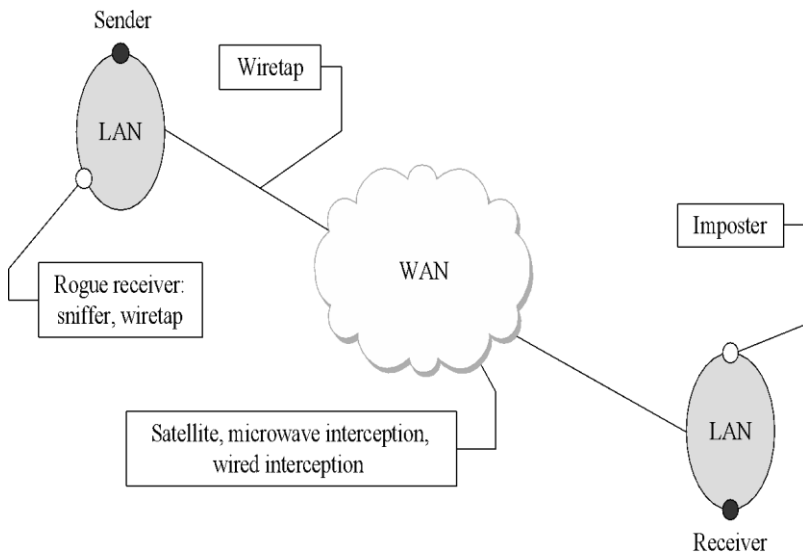 Sender
Wiretap
LAN
Imposter
WAN
Rogue receiver:
sniffer, wiretap
Satellite, microwave interception,
wired interception
LAN
Receiver